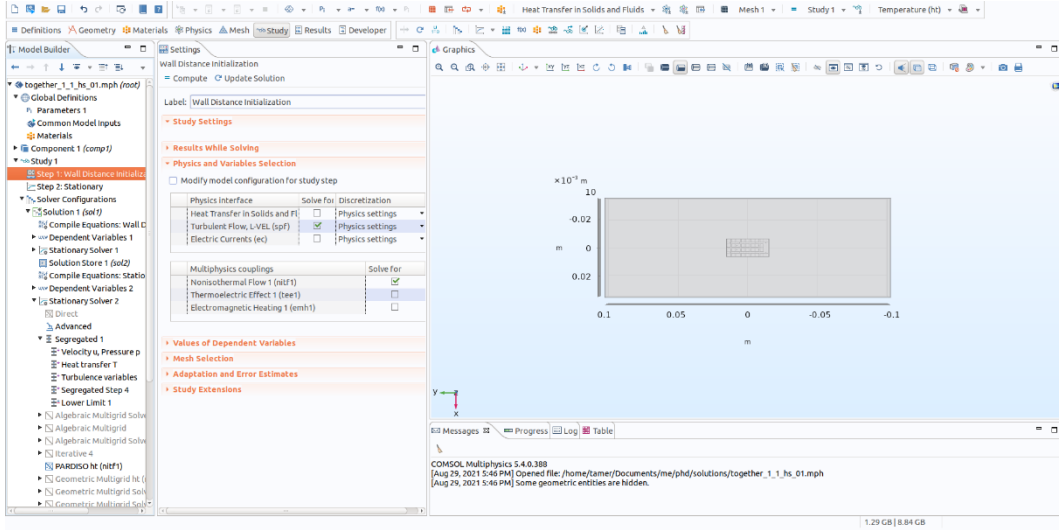 Pi
a=
f(x)
Pi
Heat Transfer in Solids and Fluids
Mesh 1
Study 1
Temperature (ht)
Definitions
Geometry
Materials
Physics
Mesh
Study
Results
Developer
Model Builder
together_1_1_hs_01.mph (root)
Global Definitions
Pi Parameters 1
Common Model Inputs
Materials
Component 1 (comp1)
Study 1
Step 1: Wall Distance Initializa
Step 2: Stationary
Solver Configurations
Solution 1 (sol1)
Compile Equations: Wall D
Dependent Variables 1
Stationary Solver 1
Solution Store 1 (sol2)
Compile Equations: Statio
Dependent Variables 2
Stationary Solver 2
Direct
Advanced
Segregated 1
Velocity u, Pressure p
Heat transfer T
Turbulence variables
Segregated Step 4
Lower Limit 1
Algebraic Multigrid Solve
Algebraic Multigrid
Algebraic Multigrid Solve
Iterative 4
PARDISO ht (nitf1)
Geometric Multigrid ht (
Geometric Multigrid Solv
Geometric Multigrid Solv
Settings
Wall Distance Initialization
= Compute
Update Solution
Label: Wall Distance Initialization
Study Settings
Results While Solving
Physics and Variables Selection
Modify model configuration for study step
Physics interface Solve for Discretization
Heat Transfer in Solids and Fl Physics settings
Turbulent Flow, L-VEL (spf) Physics settings
Electric Currents (ec) Physics settings
Multiphysics couplings Solve for
Nonisothermal Flow 1 (nitf1)
Thermoelectric Effect 1 (tee1)
Electromagnetic Heating 1 (emh1)
Values of Dependent Variables
Mesh Selection
Adaptation and Error Estimates
Study Extensions
Graphics
×10⁻³ m
10
-0.02
m 0
0.02
0.1 0.05 0 -0.05 -0.1
m
y z
x
Messages
Progress
Log
Table
COMSOL Multiphysics 5.4.0.388
[Aug 29, 2021 5:46 PM] Opened file: /home/tamer/Documents/me/phd/solutions/together_1_1_hs_01.mph
[Aug 29, 2021 5:46 PM] Some geometric entities are hidden.
1.29 GB | 8.84 GB